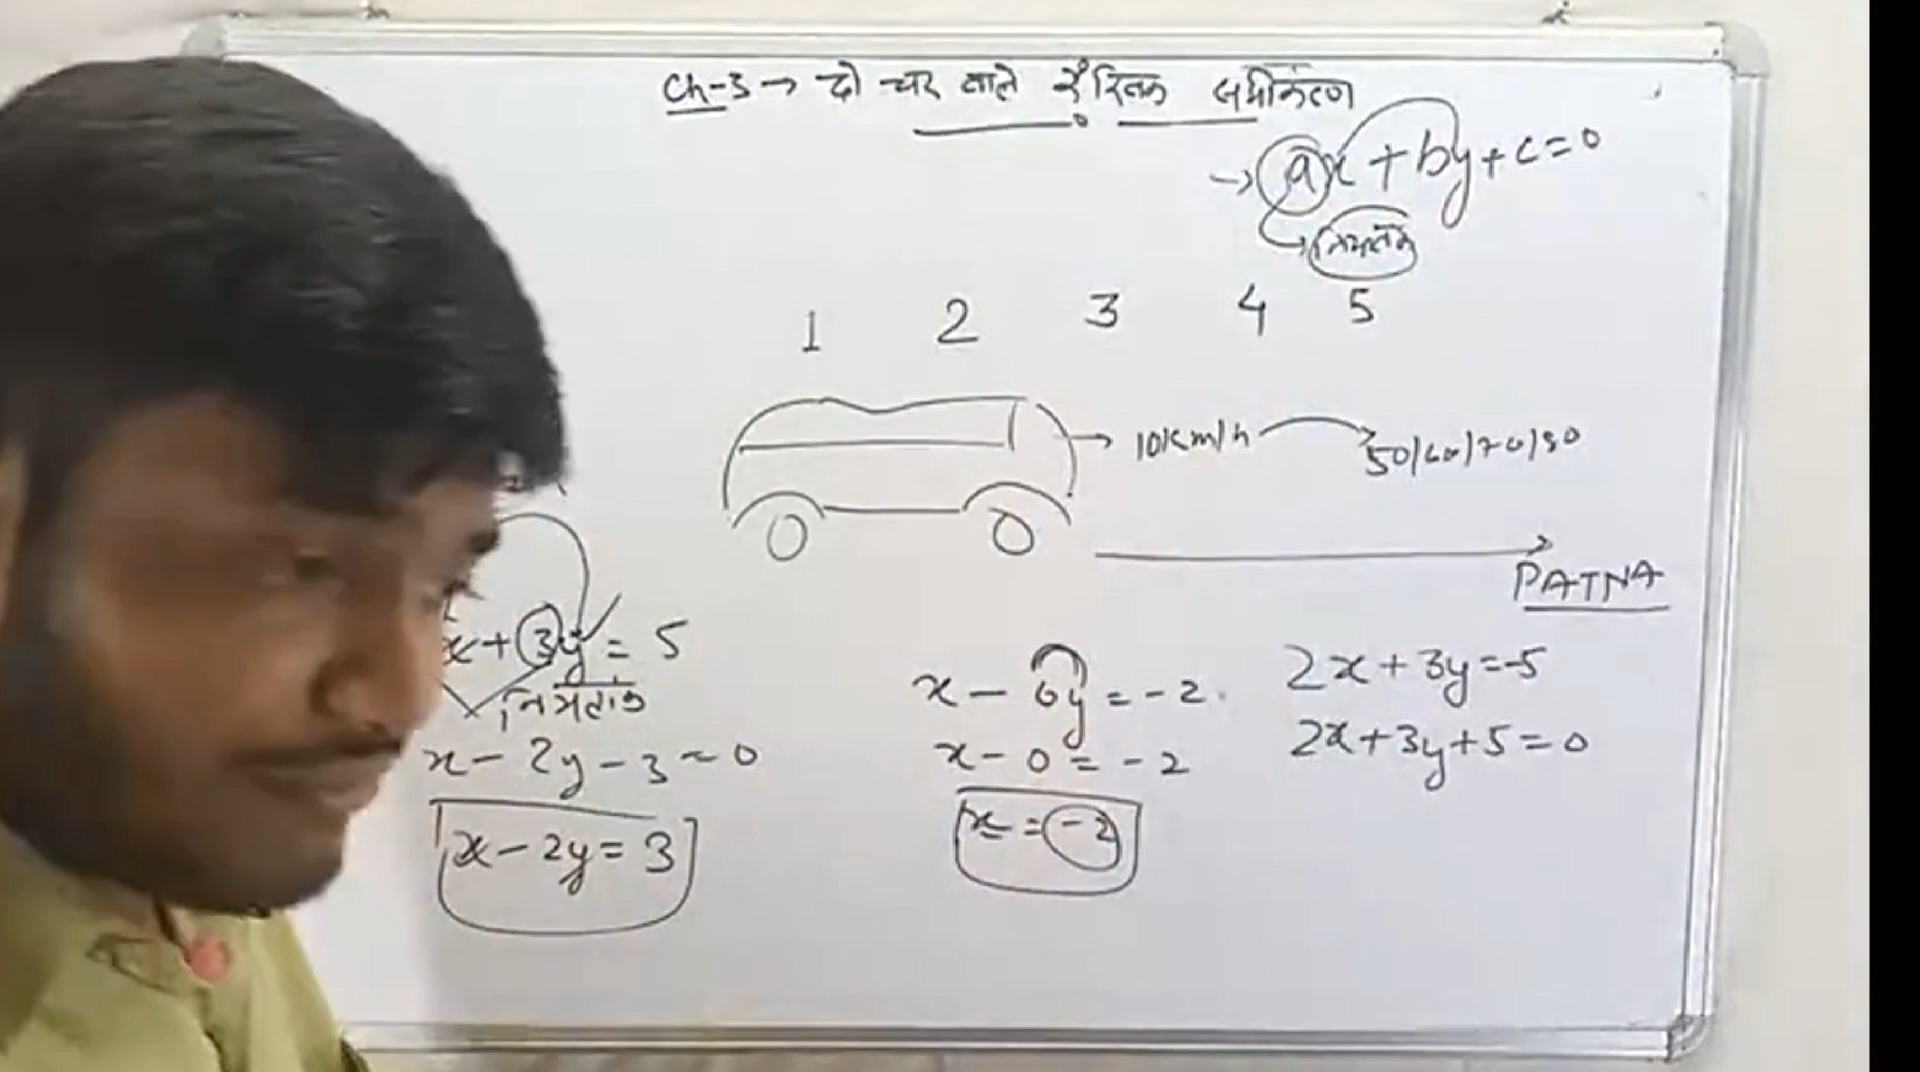 Ch-3 → दो चर वाले रैखिक समीकरण
→ ax + by + c = 0
नियतांक
1 2 3 4 5
→ 10Km/h
50/60/70/80
PATNA
x + 3y = 5
नियतांक
x - 2y - 3 = 0
x - 2y = 3
x - 0y = -2
x - 0 = -2
x = -2
2x + 3y = -5
2x + 3y + 5 = 0